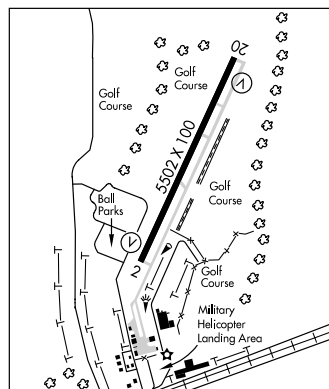 20
Golf
Course
Golf
Course
V
5502 X 100
Golf
Course
Ball
Parks
V
2
Golf
Course
Military
Helicopter
Landing Area